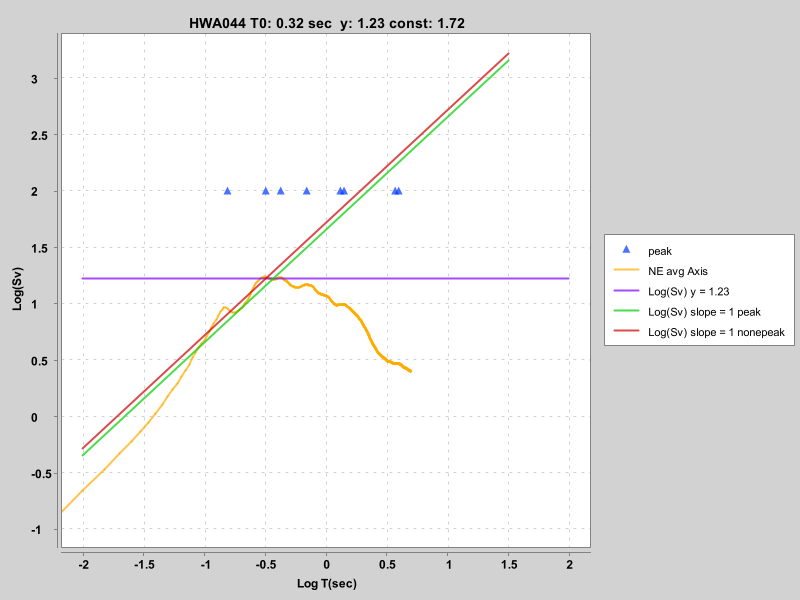 HWA044 T0: 0.32 sec  y: 1.23 const: 1.72
Log(Sv)
3
2.5
2
1.5
1
0.5
0
-0.5
-1
-2
-1.5
-1
-0.5
0
0.5
1
1.5
2
Log T(sec)
peak
NE avg Axis
Log(Sv) y = 1.23
Log(Sv) slope = 1 peak
Log(Sv) slope = 1 nonepeak